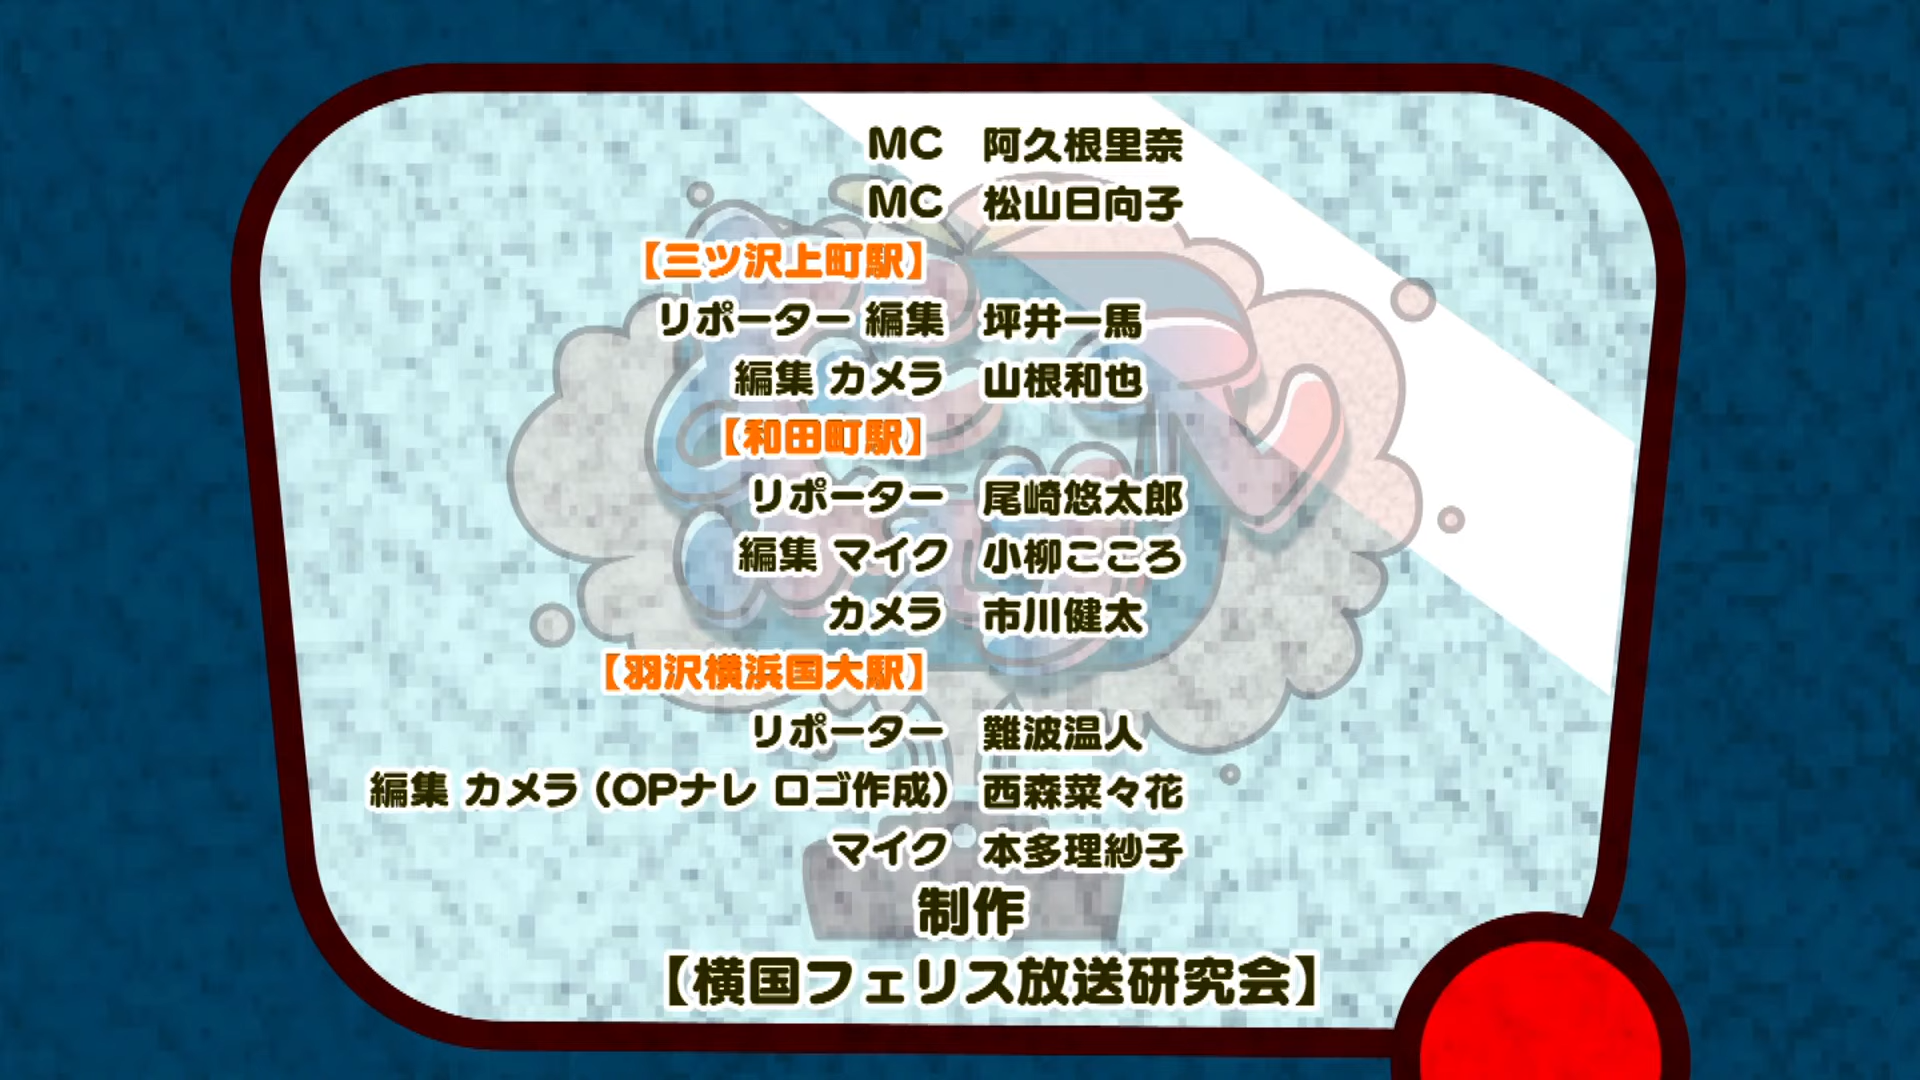 MC 阿久根里奈
MC 松山日向子
【三ツ沢上町駅】
リポーター 編集 坪井一馬
編集 カメラ 山根和也
【和田町駅】
リポーター 尾崎悠太郎
編集 マイク 小柳こころ
カメラ 市川健太
【羽沢横浜国大駅】
リポーター 難波温人
編集 カメラ（OPナレ ロゴ作成） 西森菜々花
マイク 本多理紗子
制作
【横国フェリス放送研究会】